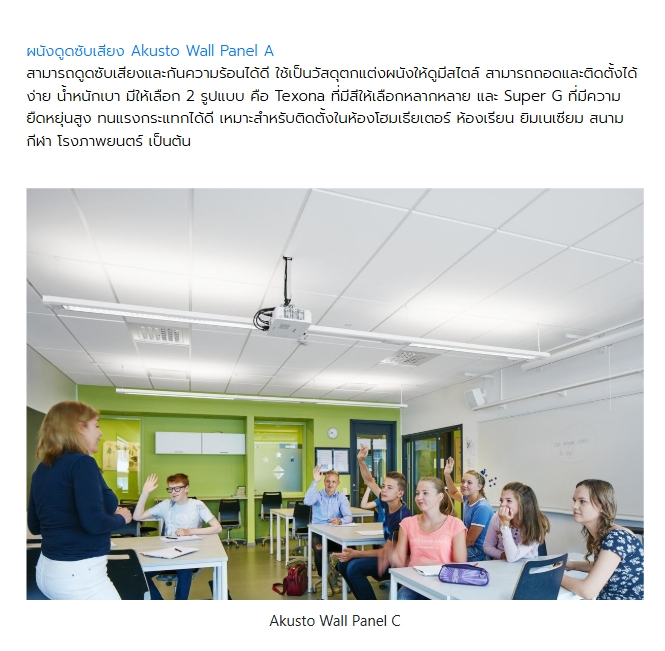 ผนังดูดซับเสียง Akusto Wall Panel A
สามารถดูดซับเสียงและกันความร้อนได้ดี ใช้เป็นวัสดุตกแต่งผนังให้ดูมีสไตล์ สามารถถอดและติดตั้งได้
ง่าย น้ำหนักเบา มีให้เลือก 2 รูปแบบ คือ Texona ที่มีสีให้เลือกหลากหลาย และ Super G ที่มีความ
ยืดหยุ่นสูง ทนแรงกระแทกได้ดี เหมาะสำหรับติดตั้งในห้องโฮมเธียเตอร์ ห้องเรียน ยิมเนเซียม สนาม
กีฬา โรงภาพยนตร์ เป็นต้น
Akusto Wall Panel C